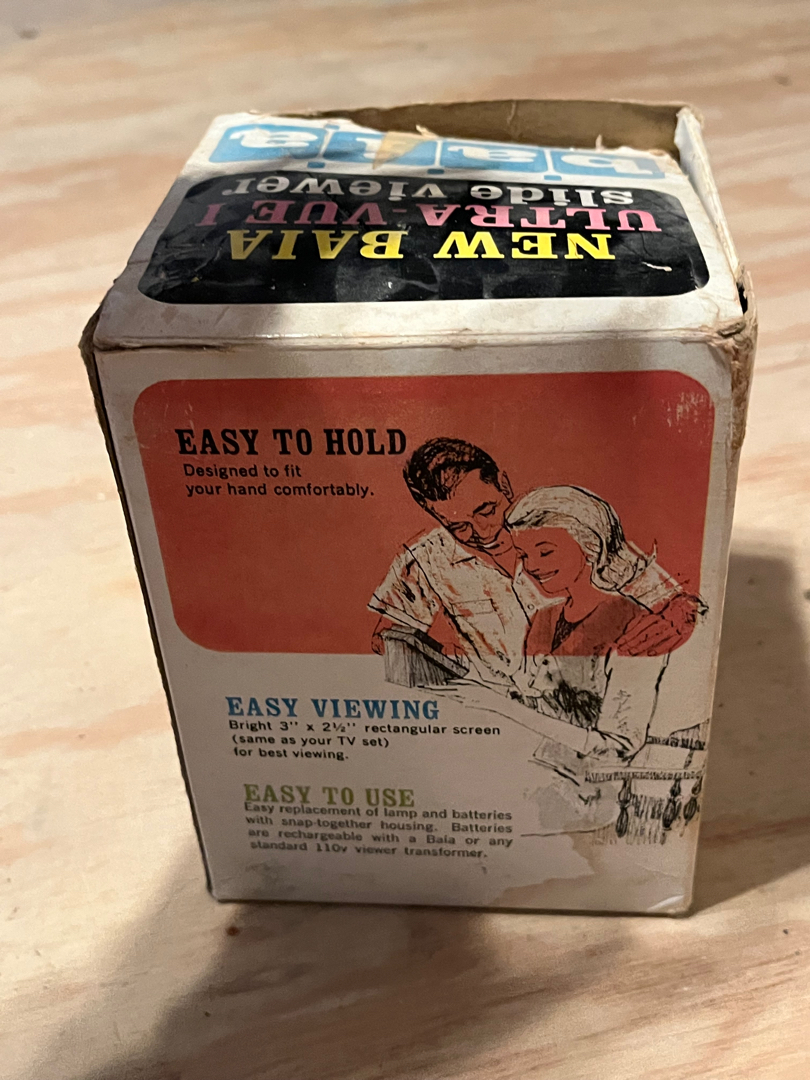 baia
NEW BAIA
ULTRA-VUE I
slide viewer
EASY TO HOLD
Designed to fit
your hand comfortably.
EASY VIEWING
Bright 3" x 2½" rectangular screen
(same as your TV set)
for best viewing.
EASY TO USE
Easy replacement of lamp and batteries
with snap-together housing. Batteries
are rechargeable with a Baia or any
standard 110v viewer transformer.